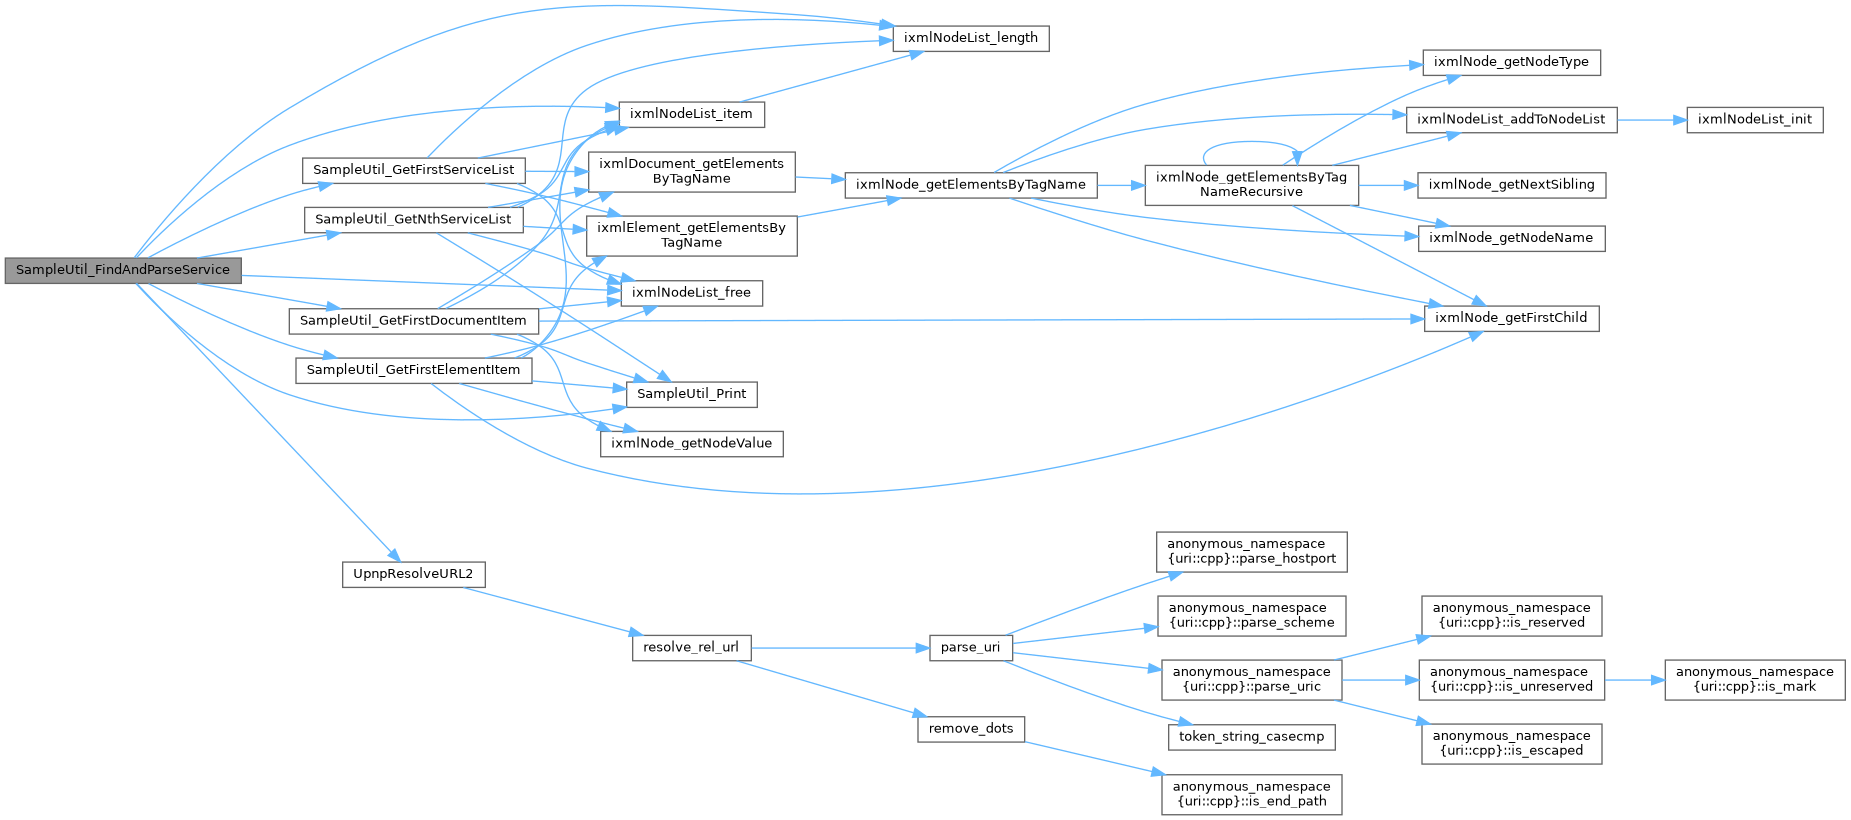 SampleUtil_FindAndParseService
SampleUtil_GetFirstServiceList
SampleUtil_GetNthServiceList
SampleUtil_GetFirstDocumentItem
SampleUtil_GetFirstElementItem
UpnpResolveURL2
ixmlNodeList_item
ixmlDocument_getElements
ByTagName
ixmlElement_getElementsBy
TagName
ixmlNodeList_free
SampleUtil_Print
ixmlNode_getNodeValue
resolve_rel_url
ixmlNodeList_length
ixmlNode_getElementsByTagName
parse_uri
remove_dots
ixmlNode_getElementsByTag
NameRecursive
anonymous_namespace
{uri::cpp}::parse_hostport
anonymous_namespace
{uri::cpp}::parse_scheme
anonymous_namespace
{uri::cpp}::parse_uric
token_string_casecmp
anonymous_namespace
{uri::cpp}::is_end_path
ixmlNode_getNodeType
ixmlNodeList_addToNodeList
ixmlNode_getNextSibling
ixmlNode_getNodeName
ixmlNode_getFirstChild
anonymous_namespace
{uri::cpp}::is_reserved
anonymous_namespace
{uri::cpp}::is_unreserved
anonymous_namespace
{uri::cpp}::is_escaped
ixmlNodeList_init
anonymous_namespace
{uri::cpp}::is_mark